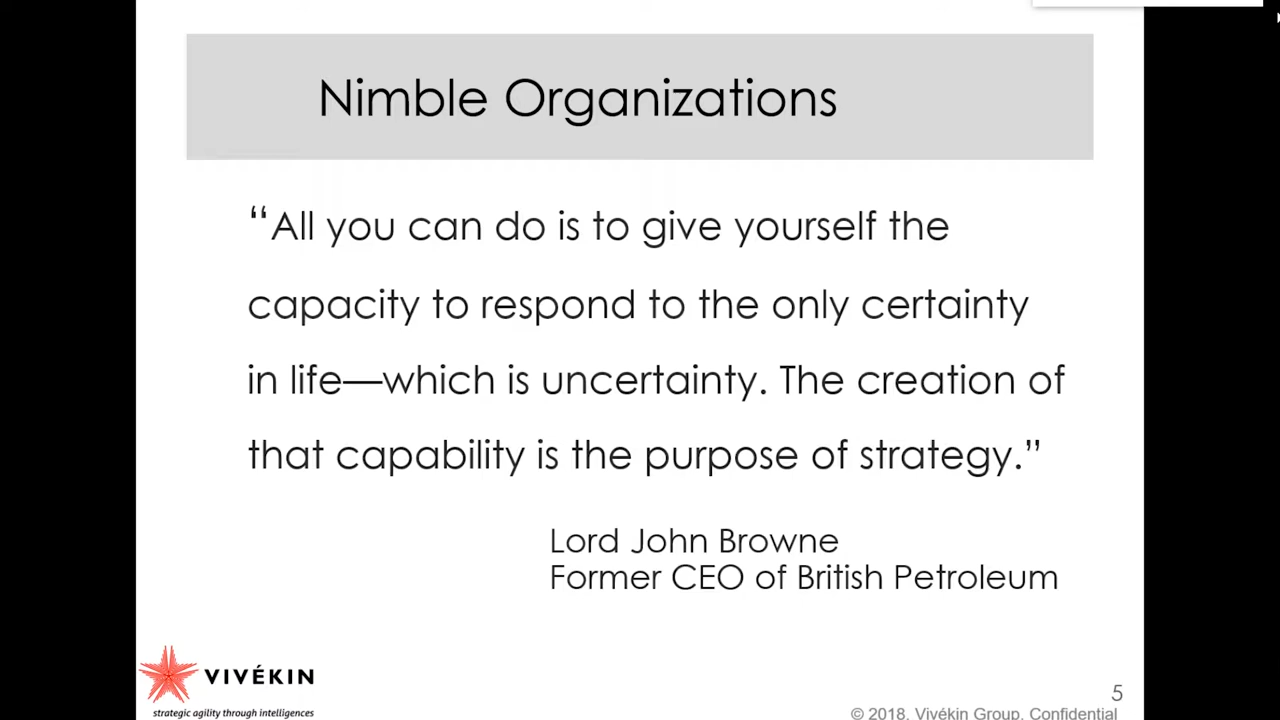 Nimble Organizations
“All you can do is to give yourself the
capacity to respond to the only certainty
in life—which is uncertainty. The creation of
that capability is the purpose of strategy.”
Lord John Browne
Former CEO of British Petroleum
VIVÉKIN
strategic agility through intelligences
5
© 2018, Vivékin Group, Confidential